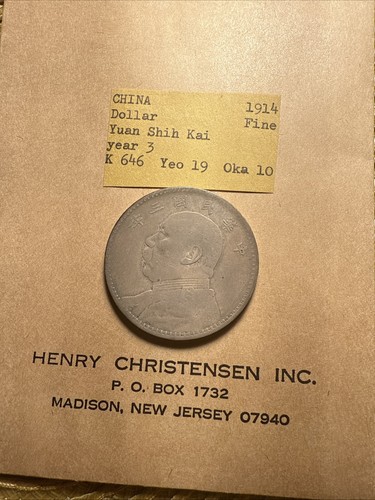 CHINA 1914
Dollar Fine
Yuan Shih Kai
year 3
K 646 Yeo 19 Oka 10
中華民國三年
HENRY CHRISTENSEN INC.
P. O. BOX 1732
MADISON, NEW JERSEY 07940